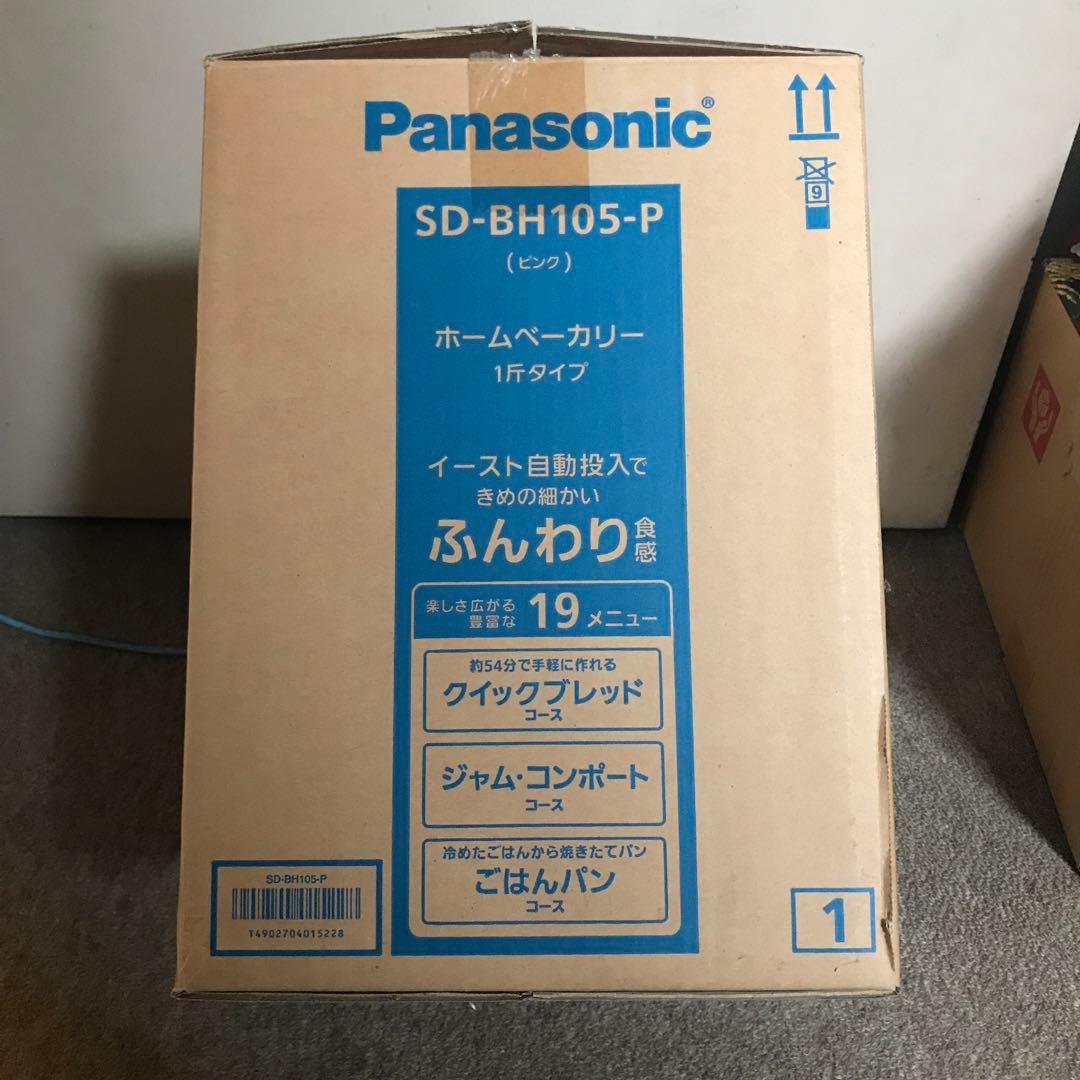 Panasonic®
9
SD-BH105-P
(ピンク)
ホームベーカリー
1斤タイプ
イースト自動投入で
きめの細かい
ふんわり食感
楽しさ広がる
豊富な 19メニュー
約54分で手軽に作れる
クイックブレッド
コース
ジャム・コンポート
コース
冷めたごはんから焼きたてパン
ごはんパン
コース
SD-BH105-P
T4902704015228
1